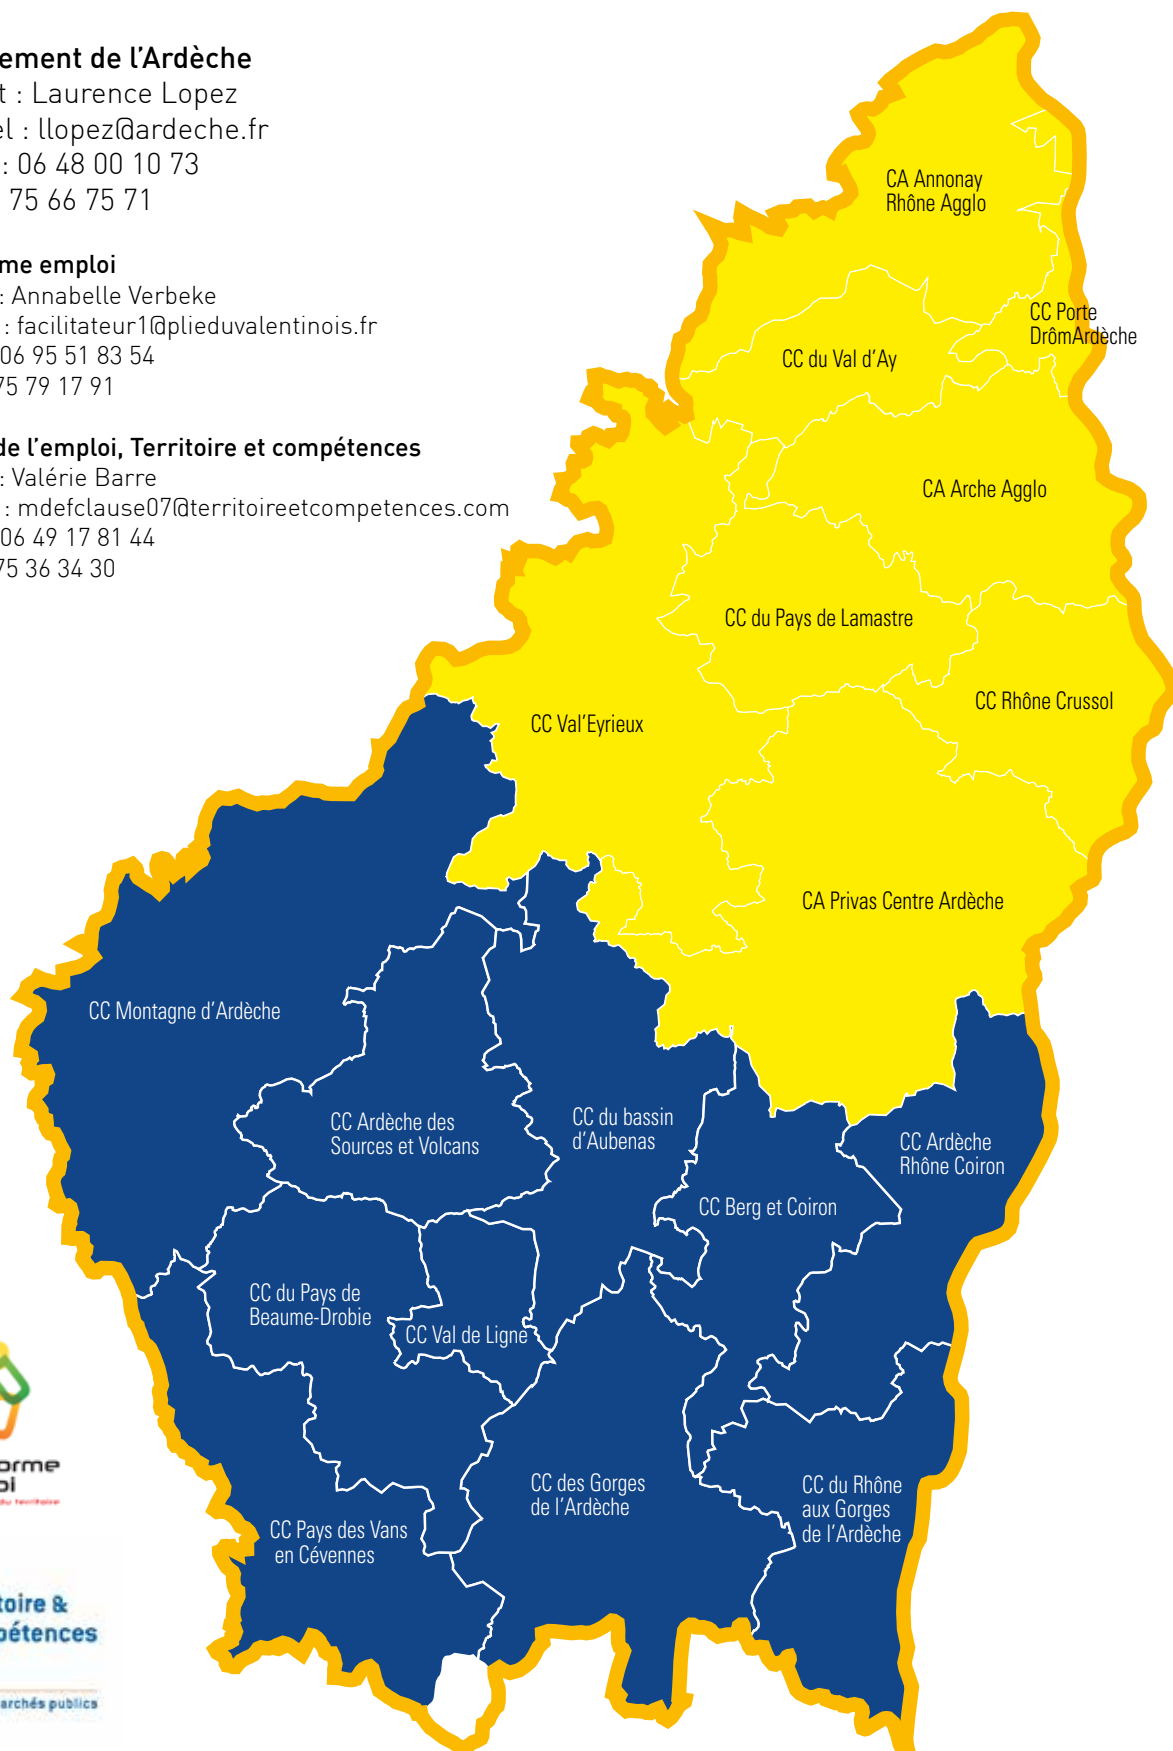 ement de l'Ardèche
t : Laurence Lopez
el : llopez@ardeche.fr
: 06 48 00 10 73
75 66 75 71
me emploi
: Annabelle Verbeke
: facilitateur1@plieduvalentinois.fr
06 95 51 83 54
75 79 17 91
de l'emploi, Territoire et compétences
: Valérie Barre
: mdefclause07@territoireetcompetences.com
06 49 17 81 44
75 36 34 30
CA Annonay
Rhône Agglo
CC Porte
DrômArdèche
CC du Val d'Ay
CA Arche Agglo
CC du Pays de Lamastre
CC Rhône Crussol
CC Val'Eyrieux
CA Privas Centre Ardèche
CC Montagne d'Ardèche
CC Ardèche des
Sources et Volcans
CC du bassin
d'Aubenas
CC Ardèche
Rhône Coiron
CC Berg et Coiron
CC du Pays de
Beaume-Drobie
CC Val de Ligne
CC des Gorges
de l'Ardèche
CC du Rhône
aux Gorges
de l'Ardèche
CC Pays des Vans
en Cévennes
orme
oi
du territoire
toire &
pétences
archés publics